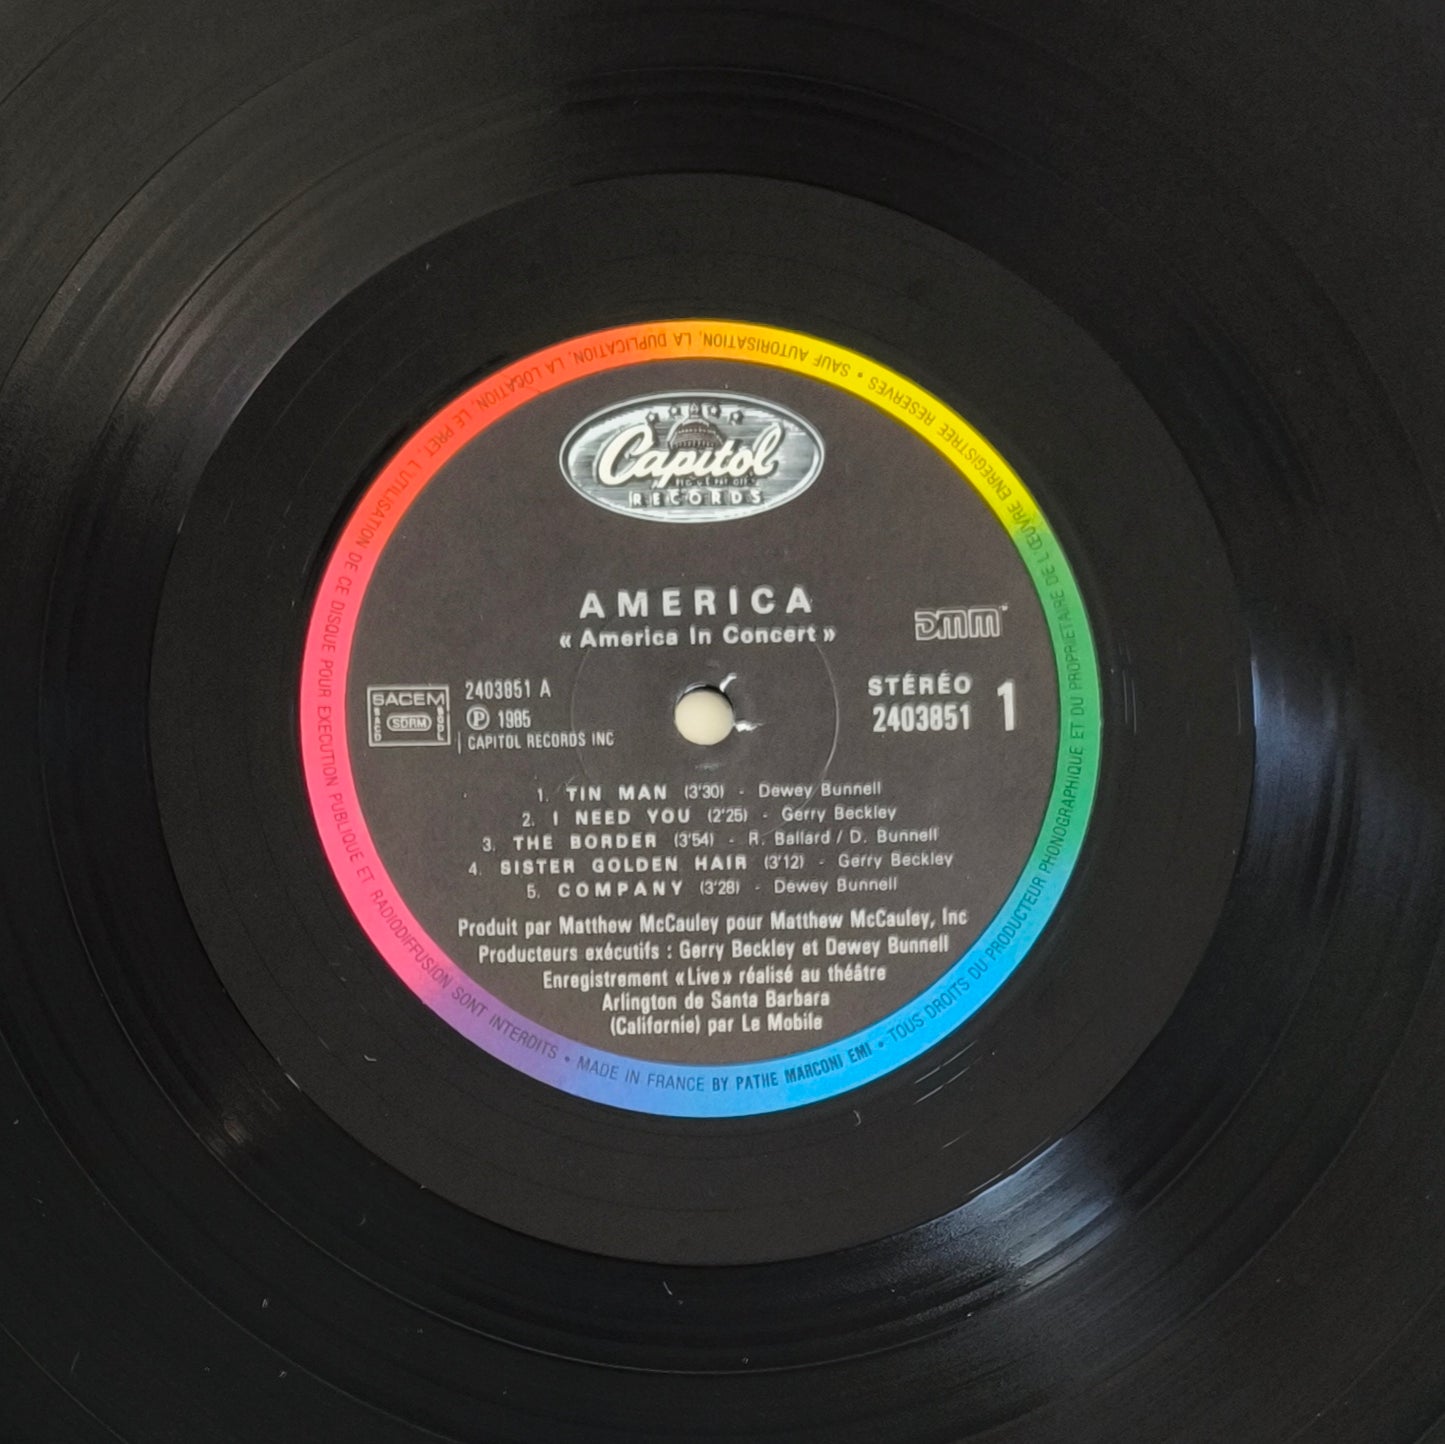 Capitol
RECORDS
AMERICA
« America In Concert »
DMM
SACEM
SACD
SDRM
SGDL
2403851 A
Ⓟ 1985
CAPITOL RECORDS INC
STÉRÉO
2403851
1
1. TIN MAN (3'30) - Dewey Bunnell
2. I NEED YOU (2'25) - Gerry Beckley
3. THE BORDER (3'54) - R. Ballard / D. Bunnell
4. SISTER GOLDEN HAIR (3'12) - Gerry Beckley
5. COMPANY (3'28) - Dewey Bunnell
Produit par Matthew McCauley pour Matthew McCauley, Inc
Producteurs exécutifs : Gerry Beckley et Dewey Bunnell
Enregistrement «Live» réalisé au théâtre
Arlington de Santa Barbara
(Californie) par Le Mobile
TOUS DROITS DU PRODUCTEUR PHONOGRAPHIQUE ET DU PROPRIETAIRE DE L'ŒUVRE ENREGISTREE RESERVES • SAUF AUTORISATION, LA DUPLICATION, LA LOCATION, LE PRET, L'UTILISATION DE CE DISQUE POUR EXECUTION PUBLIQUE ET RADIODIFFUSION SONT INTERDITS • MADE IN FRANCE BY PATHE MARCONI EMI •